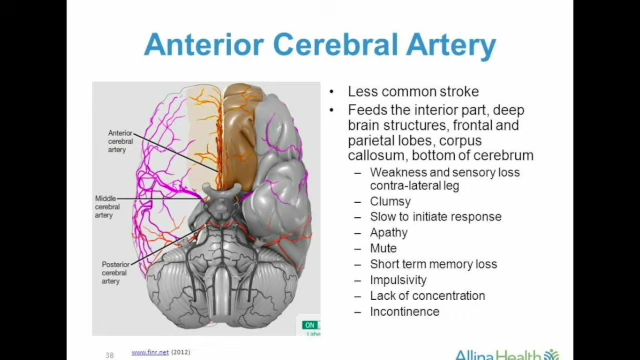 Anterior Cerebral Artery
Anterior
cerebral
artery
Middle
cerebral
artery
Posterior
cerebral
artery
ON
• Less common stroke
• Feeds the interior part, deep
brain structures, frontal and
parietal lobes, corpus
callosum, bottom of cerebrum
– Weakness and sensory loss
contra-lateral leg
– Clumsy
– Slow to initiate response
– Apathy
– Mute
– Short term memory loss
– Impulsivity
– Lack of concentration
– Incontinence
38
www.finr.net (2012)
Allina Health